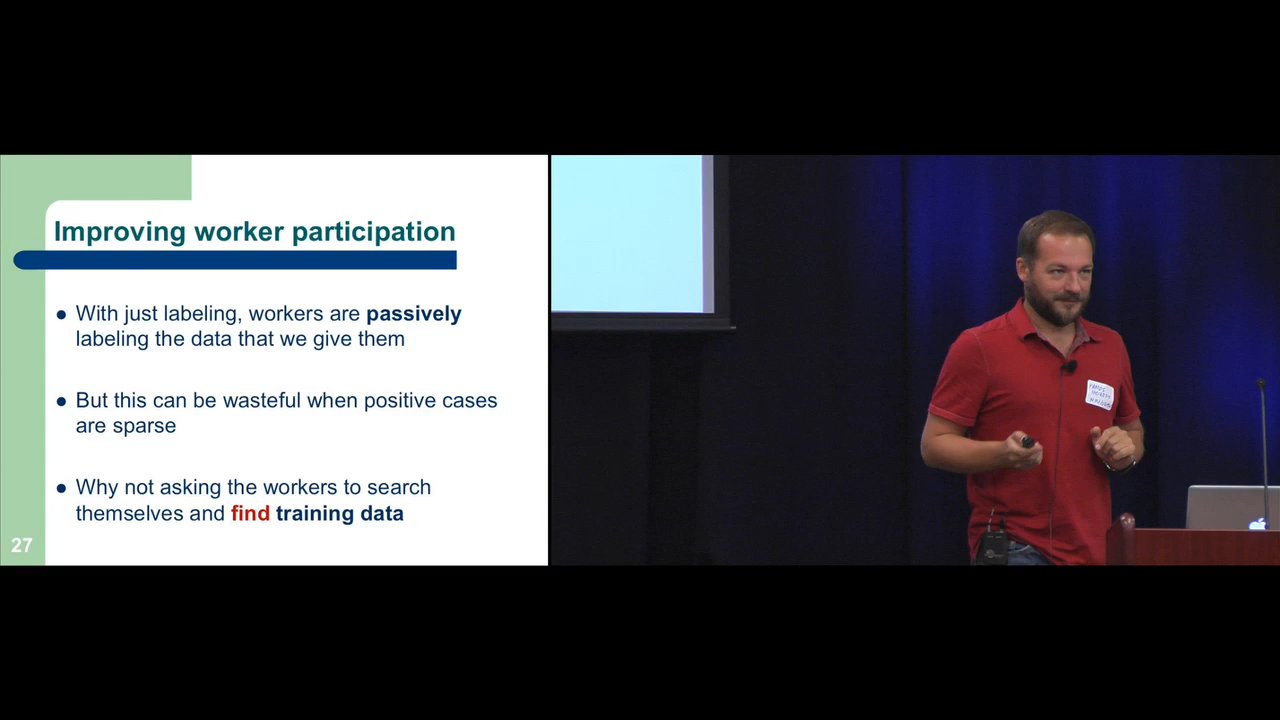 Improving worker participation
● With just labeling, workers are passively
labeling the data that we give them
● But this can be wasteful when positive cases
are sparse
● Why not asking the workers to search
themselves and find training data
27